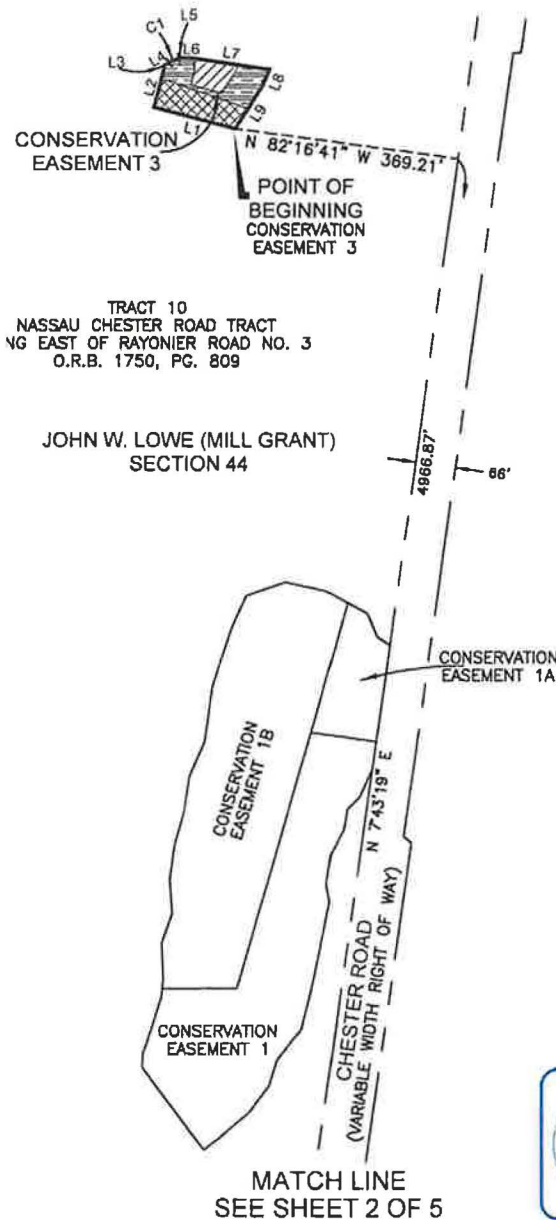 L5
C1
L3
L4
L6
L7
L8
L2
L1
L9
CONSERVATION
EASEMENT 3
N 82°16'41" W 369.21'
POINT OF
BEGINNING
CONSERVATION
EASEMENT 3
TRACT 10
NASSAU CHESTER ROAD TRACT
NG EAST OF RAYONIER ROAD NO. 3
O.R.B. 1750, PG. 809
JOHN W. LOWE (MILL GRANT)
SECTION 44
4966.87'
66'
CONSERVATION
EASEMENT 1A
CONSERVATION
EASEMENT 1B
N 7°43'19" E
CHESTER ROAD
(VARIABLE WIDTH RIGHT OF WAY)
CONSERVATION
EASEMENT 1
MATCH LINE
SEE SHEET 2 OF 5